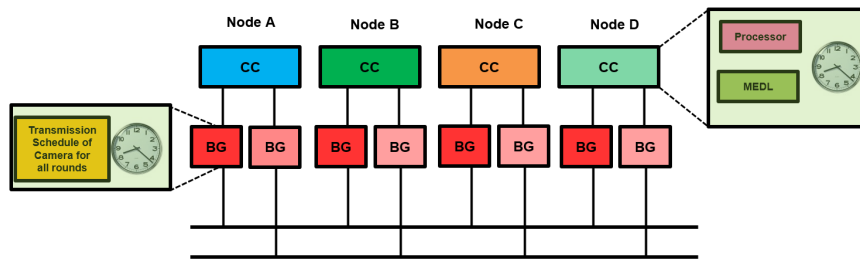 Node A
Node B
Node C
Node D
CC
CC
CC
CC
Processor
MEDL
Transmission
Schedule of
Camera for
all rounds
BG
BG
BG
BG
BG
BG
BG
BG